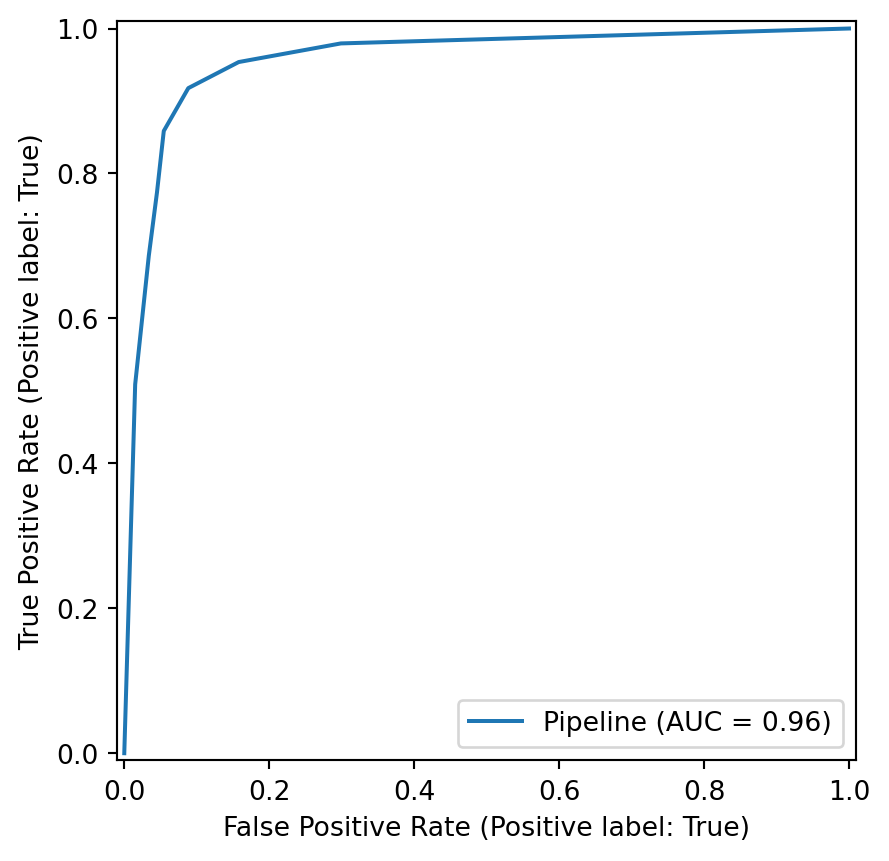 1.0
0.8
0.6
0.4
0.2
0.0
True Positive Rate (Positive label: True)
Pipeline (AUC = 0.96)
0.0 0.2 0.4 0.6 0.8 1.0
False Positive Rate (Positive label: True)